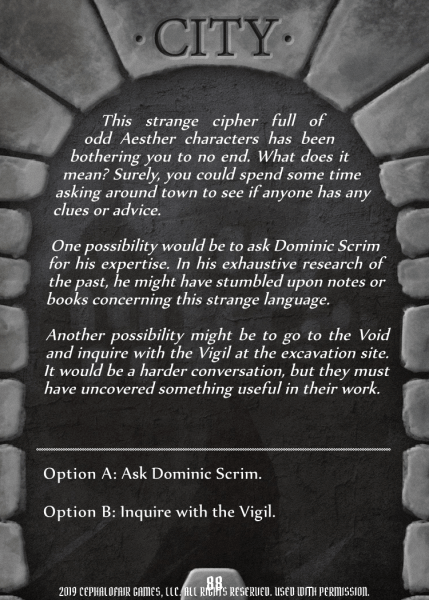 · CITY ·
This strange cipher full of
odd Aesther characters has been
bothering you to no end. What does it
mean? Surely, you could spend some time
asking around town to see if anyone has any
clues or advice.
One possibility would be to ask Dominic Scrim
for his expertise. In his exhaustive research of
the past, he might have stumbled upon notes or
books concerning this strange language.
Another possibility might be to go to the Void
and inquire with the Vigil at the excavation site.
It would be a harder conversation, but they must
have uncovered something useful in their work.
Option A: Ask Dominic Scrim.
Option B: Inquire with the Vigil.
88
2019 CEPHALOFAIR GAMES, LLC. ALL RIGHTS RESERVED. USED WITH PERMISSION.